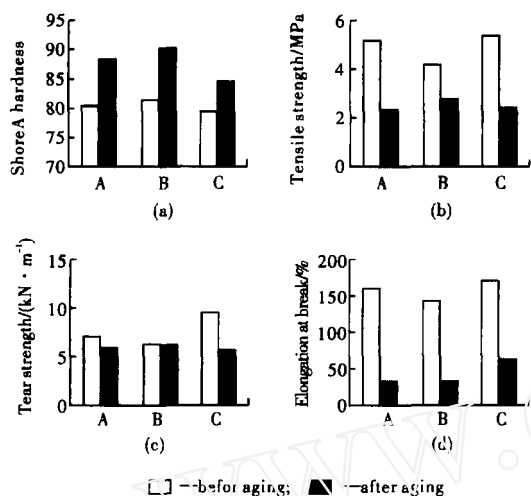 95
90
85
80
75
70
ShoreA hardness
A B C
(a)
6
4
2
0
Tensile strength/MPa
A B C
(b)
15
10
5
0
Tear strength/(kN · m⁻¹)
A B C
(c)
200
150
100
50
0
Elongation at break/%
A B C
(d)
—befor aging; —after aging